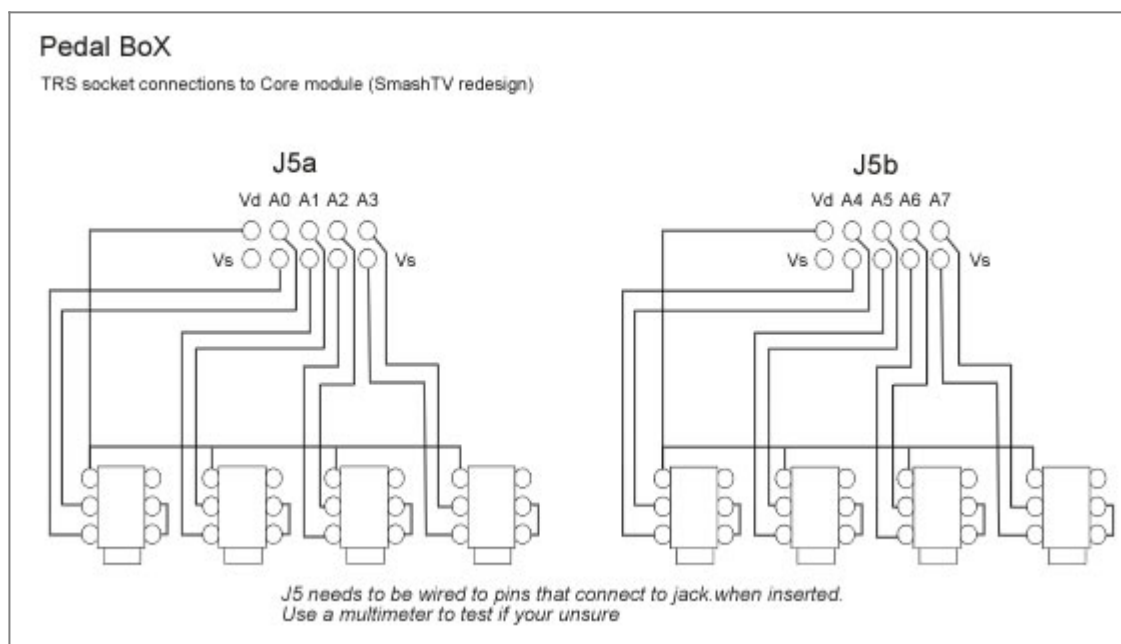 Pedal BoX
TRS socket connections to Core module (SmashTV redesign)
J5a
Vd A0 A1 A2 A3
Vs Vs
J5b
Vd A4 A5 A6 A7
Vs Vs
J5 needs to be wired to pins that connect to jack.when inserted.
Use a multimeter to test if your unsure